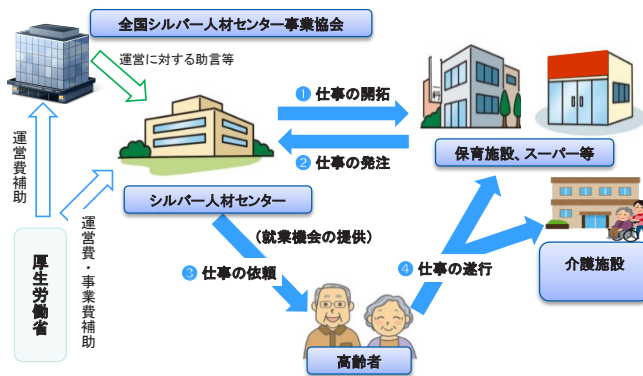 全国シルバー人材センター事業協会
運営に対する助言等
❶ 仕事の開拓
❷ 仕事の発注
保育施設、スーパー等
運営費補助
シルバー人材センター
運営費・事業費補助
厚生労働省
(就業機会の提供)
❸ 仕事の依頼
❹ 仕事の遂行
介護施設
高齢者